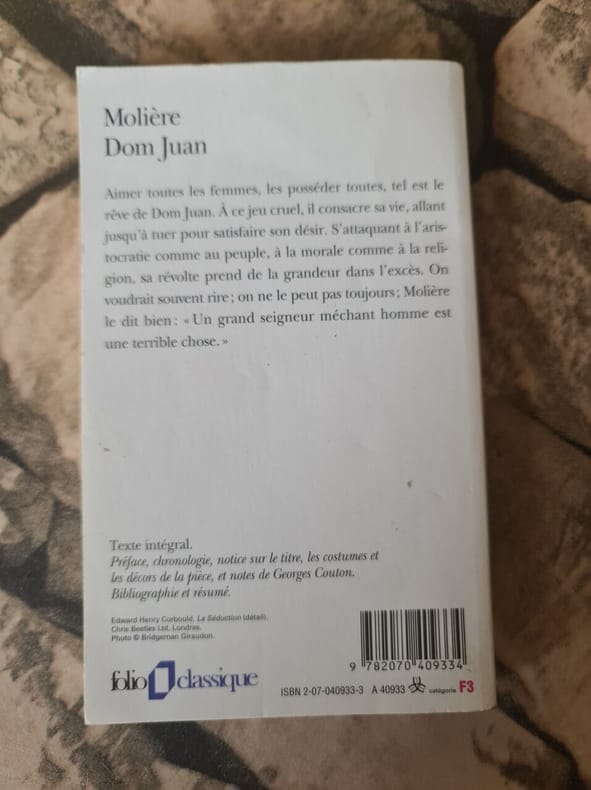 Molière
Dom Juan
Aimer toutes les femmes, les posséder toutes, tel est le
rêve de Dom Juan. À ce jeu cruel, il consacre sa vie, allant
jusqu'à tuer pour satisfaire son désir. S'attaquant à l'aris-
tocratie comme au peuple, à la morale comme à la reli-
gion, sa révolte prend de la grandeur dans l'excès. On
voudrait souvent rire ; on ne le peut pas toujours ; Molière
le dit bien : « Un grand seigneur méchant homme est
une terrible chose. »
Texte intégral.
Préface, chronologie, notice sur le titre, les costumes et
les décors de la pièce, et notes de Georges Couton.
Bibliographie et résumé.
Edward Henry Corbould, La Séduction (détail).
Chris Beetles Ltd, Londres.
Photo © Bridgeman Giraudon.
9 782070 409334
folio classique
ISBN 2-07-040933-3 A 40933 catégorie F3